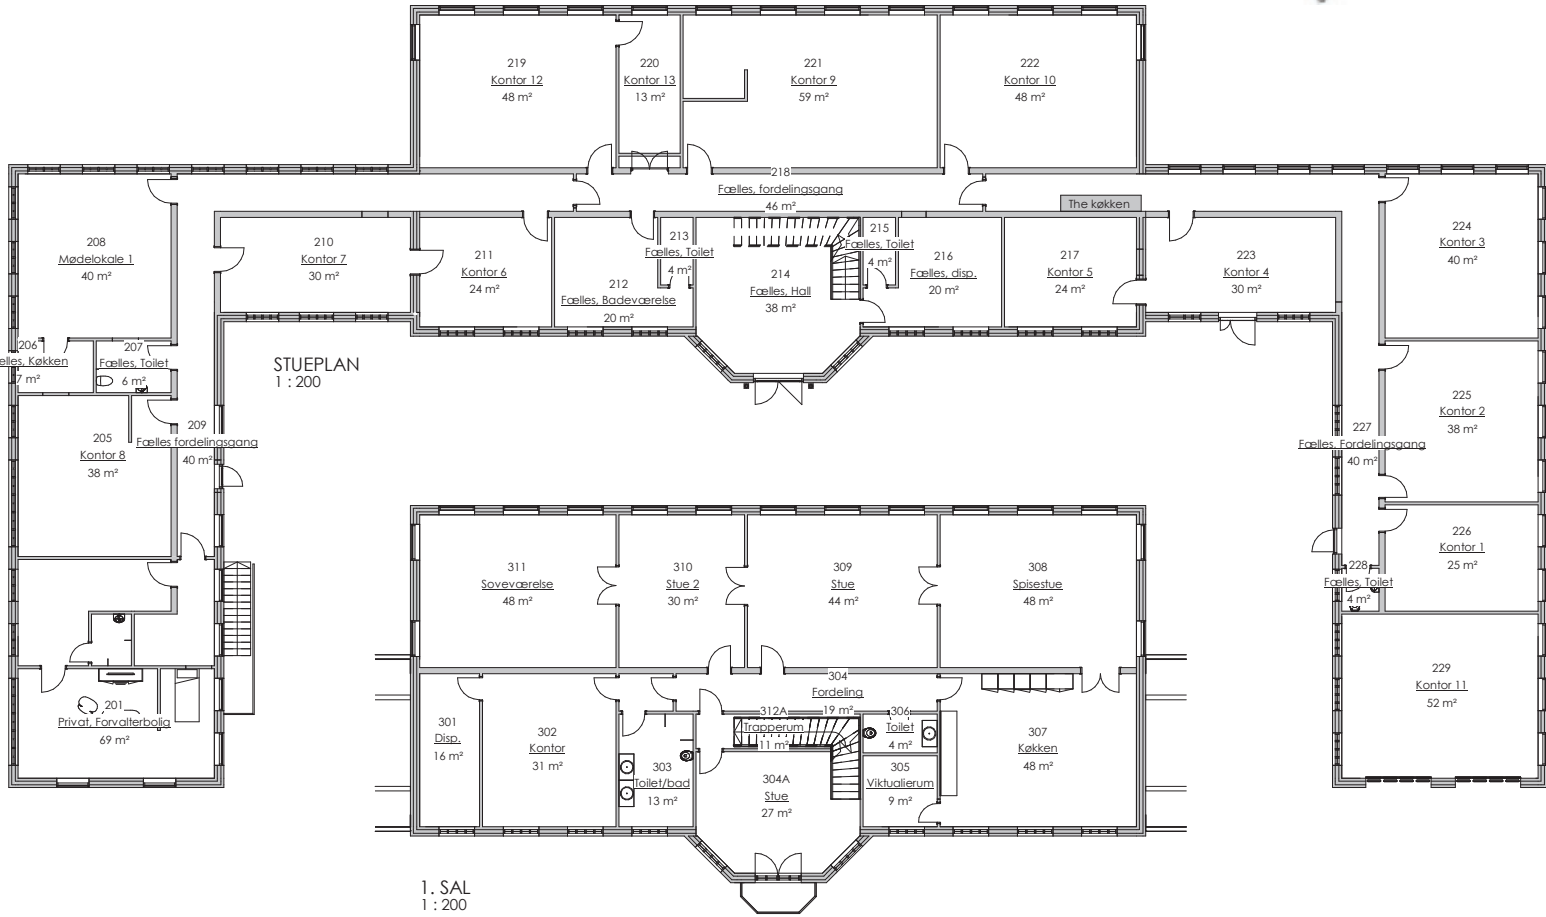 219
Kontor 12
48 m²
220
Kontor 13
13 m²
221
Kontor 9
59 m²
222
Kontor 10
48 m²
218
Fælles, fordelingsgang
46 m²
The køkken
208
Mødelokale 1
40 m²
210
Kontor 7
30 m²
211
Kontor 6
24 m²
212
Fælles, Badeværelse
20 m²
213
Fælles, Toilet
4 m²
214
Fælles, Hall
38 m²
215
Fælles, Toilet
4 m²
216
Fælles, disp.
20 m²
217
Kontor 5
24 m²
223
Kontor 4
30 m²
224
Kontor 3
40 m²
206
elles, Køkken
7 m²
207
Fælles, Toilet
6 m²
STUEPLAN
1 : 200
205
Kontor 8
38 m²
209
Fælles fordelingsgang
40 m²
225
Kontor 2
38 m²
227
Fælles, Fordelingsgang
40 m²
226
Kontor 1
25 m²
228
Fælles, Toilet
4 m²
229
Kontor 11
52 m²
201
Privat, Forvalterbolig
69 m²
311
Soveværelse
48 m²
310
Stue 2
30 m²
309
Stue
44 m²
308
Spisestue
48 m²
304
Fordeling
19 m²
301
Disp.
16 m²
302
Kontor
31 m²
303
Toilet/bad
13 m²
312A
Trapperum
11 m²
304A
Stue
27 m²
306
Toilet
4 m²
305
Viktualierum
9 m²
307
Køkken
48 m²
1. SAL
1 : 200